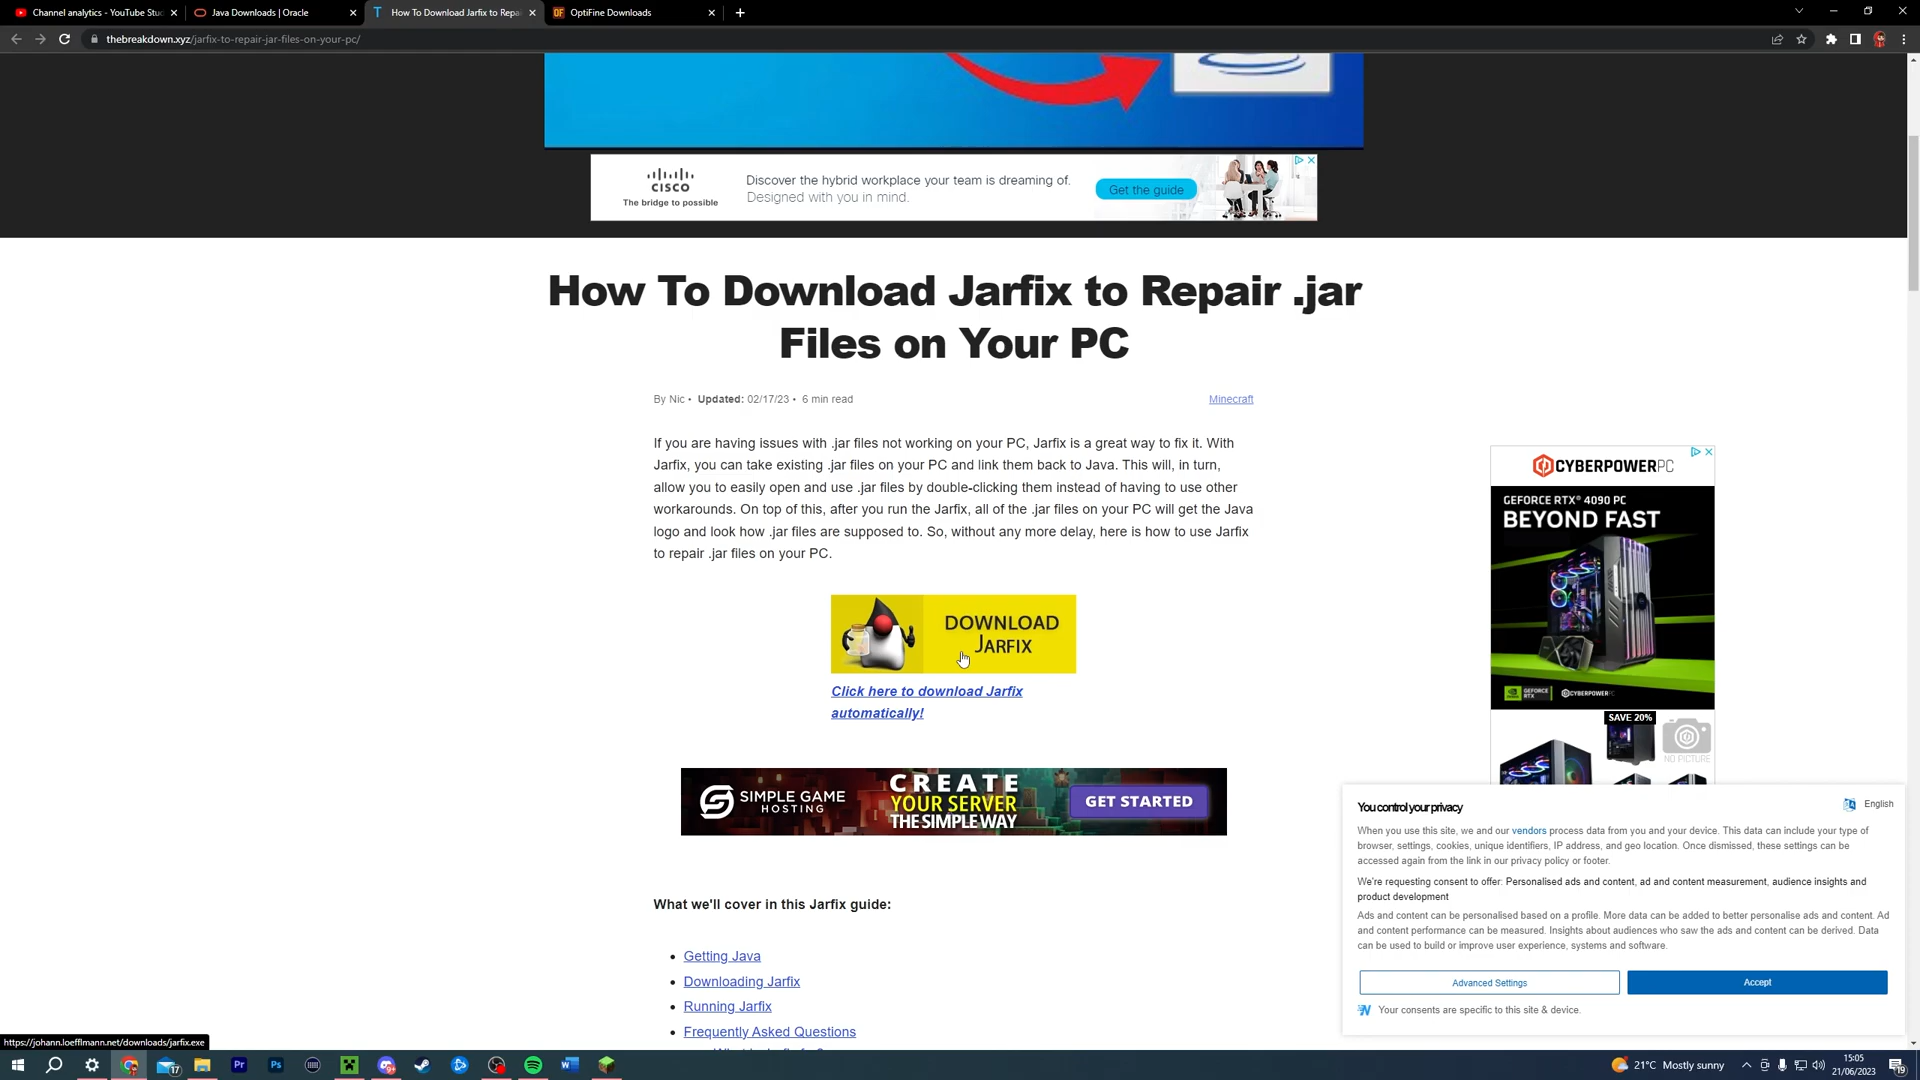 Channel analytics - YouTube Stu
Java Downloads | Oracle
How To Download Jarfix to Repa
OptiFine Downloads
thebreakdown.xyz/jarfix-to-repair-jar-files-on-your-pc/
CISCO
The bridge to possible
Discover the hybrid workplace your team is dreaming of.
Designed with you in mind.
Get the guide
How To Download Jarfix to Repair .jar
Files on Your PC
By Nic • Updated: 02/17/23 • 6 min read
Minecraft
If you are having issues with .jar files not working on your PC, Jarfix is a great way to fix it. With
Jarfix, you can take existing .jar files on your PC and link them back to Java. This will, in turn,
allow you to easily open and use .jar files by double-clicking them instead of having to use other
workarounds. On top of this, after you run the Jarfix, all of the .jar files on your PC will get the Java
logo and look how .jar files are supposed to. So, without any more delay, here is how to use Jarfix
to repair .jar files on your PC.
DOWNLOAD
JARFIX
Click here to download Jarfix
automatically!
SIMPLE GAME
HOSTING
CREATE
YOUR SERVER
THE SIMPLE WAY
GET STARTED
What we'll cover in this Jarfix guide:
• Getting Java
• Downloading Jarfix
• Running Jarfix
• Frequently Asked Questions
CYBERPOWERPC
GEFORCE RTX® 4090 PC
BEYOND FAST
GEFORCE
RTX
CYBERPOWERPC
SAVE 20%
NO PICTURE
You control your privacy
English
When you use this site, we and our vendors process data from you and your device. This data can include your type of
browser, settings, cookies, unique identifiers, IP address, and geo location. Once dismissed, these settings can be
accessed again from the link in our privacy policy or footer.
We're requesting consent to offer: Personalised ads and content, ad and content measurement, audience insights and
product development
Ads and content can be personalised based on a profile. More data can be added to better personalise ads and content. Ad
and content performance can be measured. Insights about audiences who saw the ads and content can be derived. Data
can be used to build or improve user experience, systems and software.
Advanced Settings
Accept
Your consents are specific to this site & device.
https://johann.loefflmann.net/downloads/jarfix.exe
17
Pr
Ps
9+
21°C Mostly sunny
15:05
21/06/2023
19